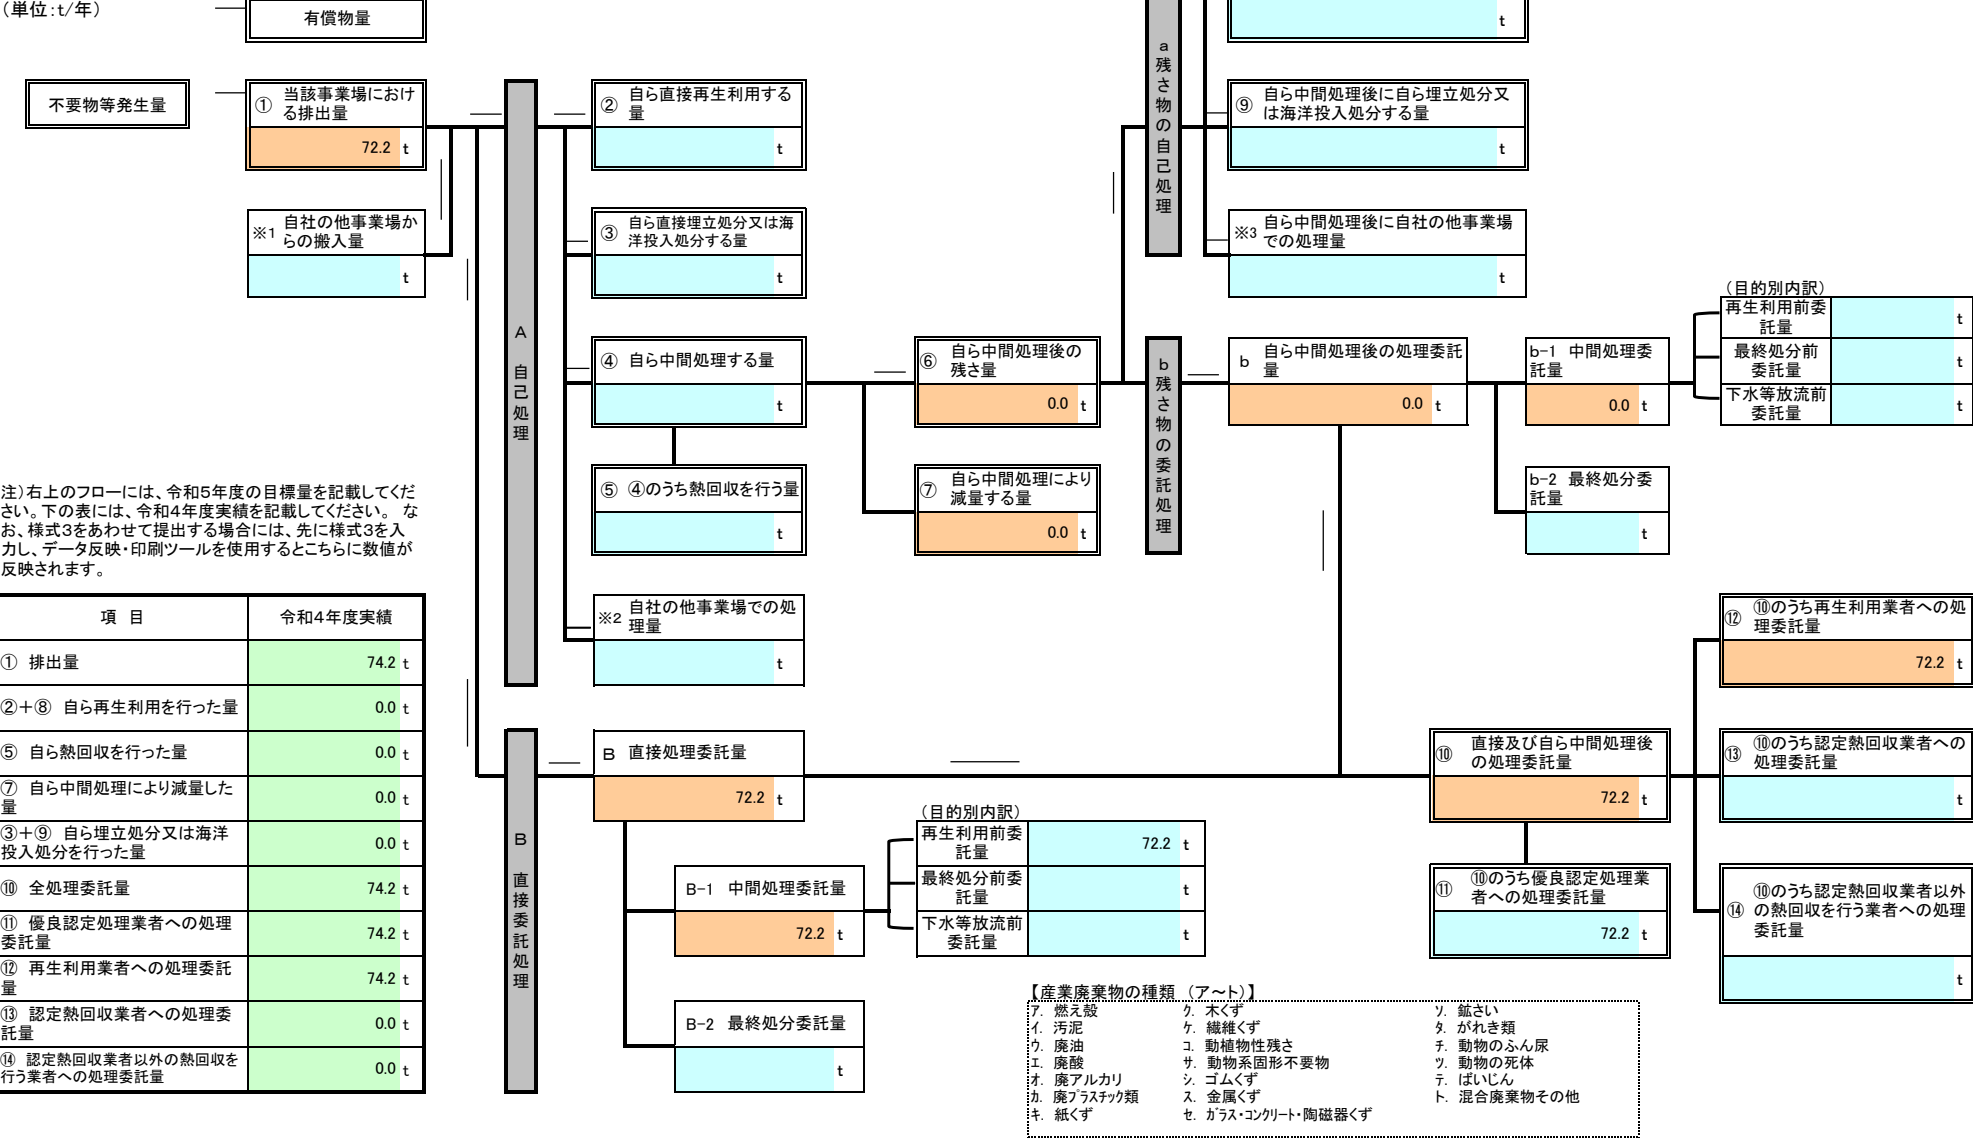 （単位:t/年）
有償物量
t
不要物等発生量
① 当該事業場におけ
る排出量
72.2 t
※1 自社の他事業場か
らの搬入量
t
A 自己処理
② 自ら直接再生利用する
量
t
③ 自ら直接埋立処分又は海
洋投入処分する量
t
④ 自ら中間処理する量
t
⑤ ④のうち熱回収を行う量
t
※2 自社の他事業場での処
理量
t
⑥ 自ら中間処理後の
残さ量
0.0 t
⑦ 自ら中間処理により
減量する量
0.0 t
a残さ物の自己処理
⑨ 自ら中間処理後に自ら埋立処分又
は海洋投入処分する量
t
※3 自ら中間処理後に自社の他事業場
での処理量
t
b残さ物の委託処理
b 自ら中間処理後の処理委託
量
0.0 t
b-1 中間処理委
託量
0.0 t
b-2 最終処分委
託量
t
（目的別内訳）
再生利用前委
託量
t
最終処分前
委託量
t
下水等放流前
委託量
t
注）右上のフローには、令和5年度の目標量を記載してくだ
さい。下の表には、令和4年度実績を記載してください。 な
お、様式3をあわせて提出する場合には、先に様式3を入
力し、データ反映・印刷ツールを使用するとこちらに数値が
反映されます。
項 目 令和4年度実績
① 排出量 74.2 t
②＋⑧ 自ら再生利用を行った量 0.0 t
⑤ 自ら熱回収を行った量 0.0 t
⑦ 自ら中間処理により減量した
量 0.0 t
③＋⑨ 自ら埋立処分又は海洋
投入処分を行った量 0.0 t
⑩ 全処理委託量 74.2 t
⑪ 優良認定処理業者への処理
委託量 74.2 t
⑫ 再生利用業者への処理委託
量 74.2 t
⑬ 認定熱回収業者への処理委
託量 0.0 t
⑭ 認定熱回収業者以外の熱回収を
行う業者への処理委託量 0.0 t
B 直接委託処理
B 直接処理委託量
72.2 t
B-1 中間処理委託量
72.2 t
B-2 最終処分委託量
t
（目的別内訳）
再生利用前委
託量
72.2 t
最終処分前委
託量
t
下水等放流前
委託量
t
⑩ 直接及び自ら中間処理後
の処理委託量
72.2 t
⑪ ⑩のうち優良認定処理業
者への処理委託量
72.2 t
⑫ ⑩のうち再生利用業者への処
理委託量
72.2 t
⑬ ⑩のうち認定熱回収業者への
処理委託量
t
⑭ ⑩のうち認定熱回収業者以外
の熱回収を行う業者への処理
委託量
t
【産業廃棄物の種類 （ア～ト）】
ア. 燃え殻
イ. 汚泥
ウ. 廃油
エ. 廃酸
オ. 廃アルカリ
カ. 廃プラスチック類
キ. 紙くず
ク. 木くず
ケ. 繊維くず
コ. 動植物性残さ
サ. 動物系固形不要物
シ. ゴムくず
ス. 金属くず
セ. ガラス・コンクリート・陶磁器くず
ソ. 鉱さい
タ. がれき類
チ. 動物のふん尿
ツ. 動物の死体
テ. ばいじん
ト. 混合廃棄物その他